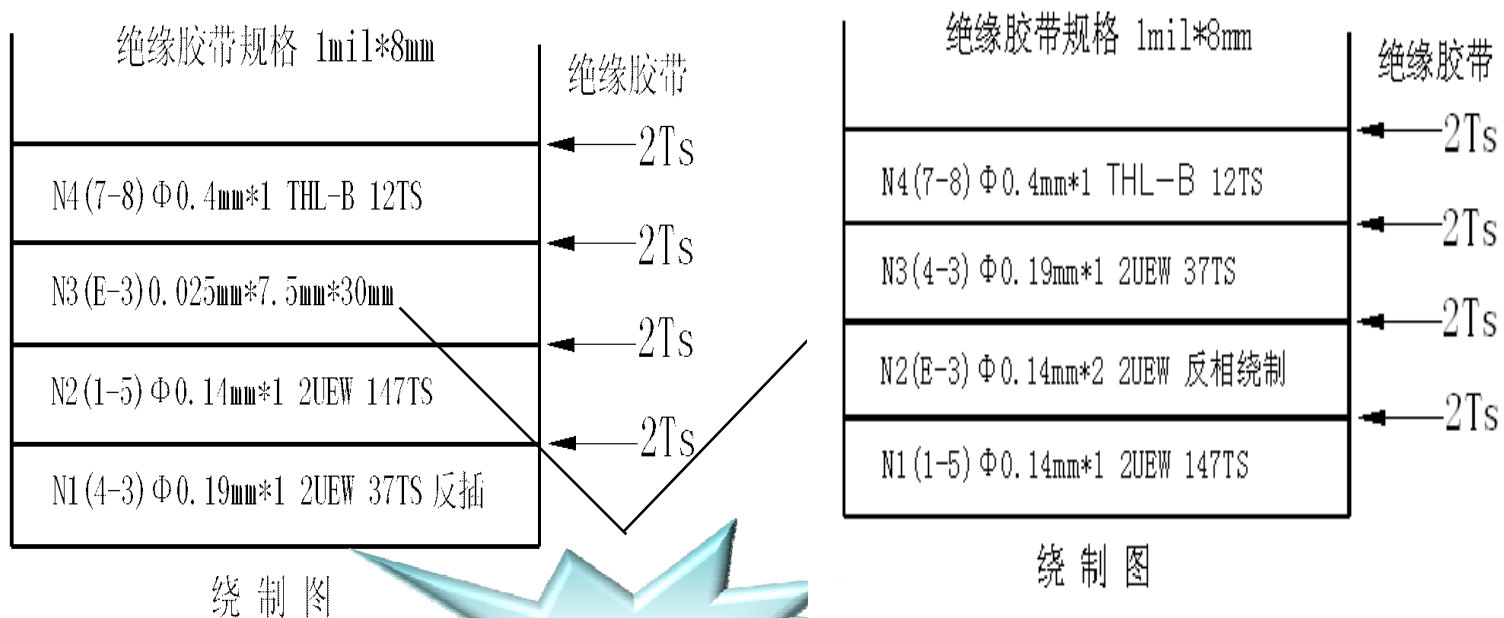 绝缘胶带规格 1mil*8mm
绝缘胶带
2Ts
N4(7-8)Φ0.4mm*1 THL-B 12TS
2Ts
N3(E-3)0.025mm*7.5mm*30mm
2Ts
N2(1-5)Φ0.14mm*1 2UEW 147TS
2Ts
N1(4-3)Φ0.19mm*1 2UEW 37TS 反插
绕 制 图
绝缘胶带规格 1mil*8mm
绝缘胶带
2Ts
N4(7-8)Φ0.4mm*1 THL-B 12TS
2Ts
N3(4-3)Φ0.19mm*1 2UEW 37TS
2Ts
N2(E-3)Φ0.14mm*2 2UEW 反相绕制
2Ts
N1(1-5)Φ0.14mm*1 2UEW 147TS
绕 制 图